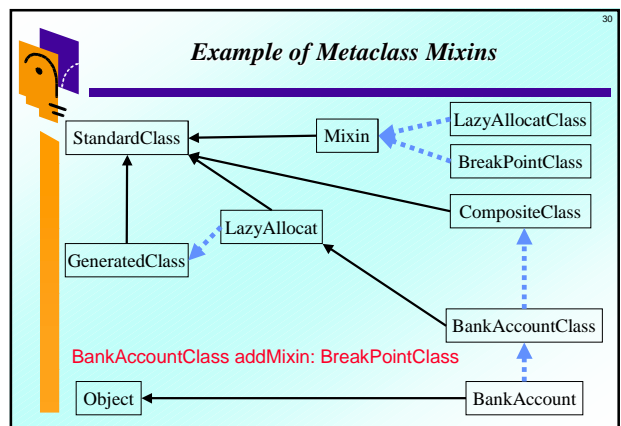 30
Example of Metaclass Mixins
LazyAllocatClass
StandardClass
Mixin
BreakPointClass
CompositeClass
LazyAllocat
GeneratedClass
BankAccountClass
BankAccountClass addMixin: BreakPointClass
Object
BankAccount